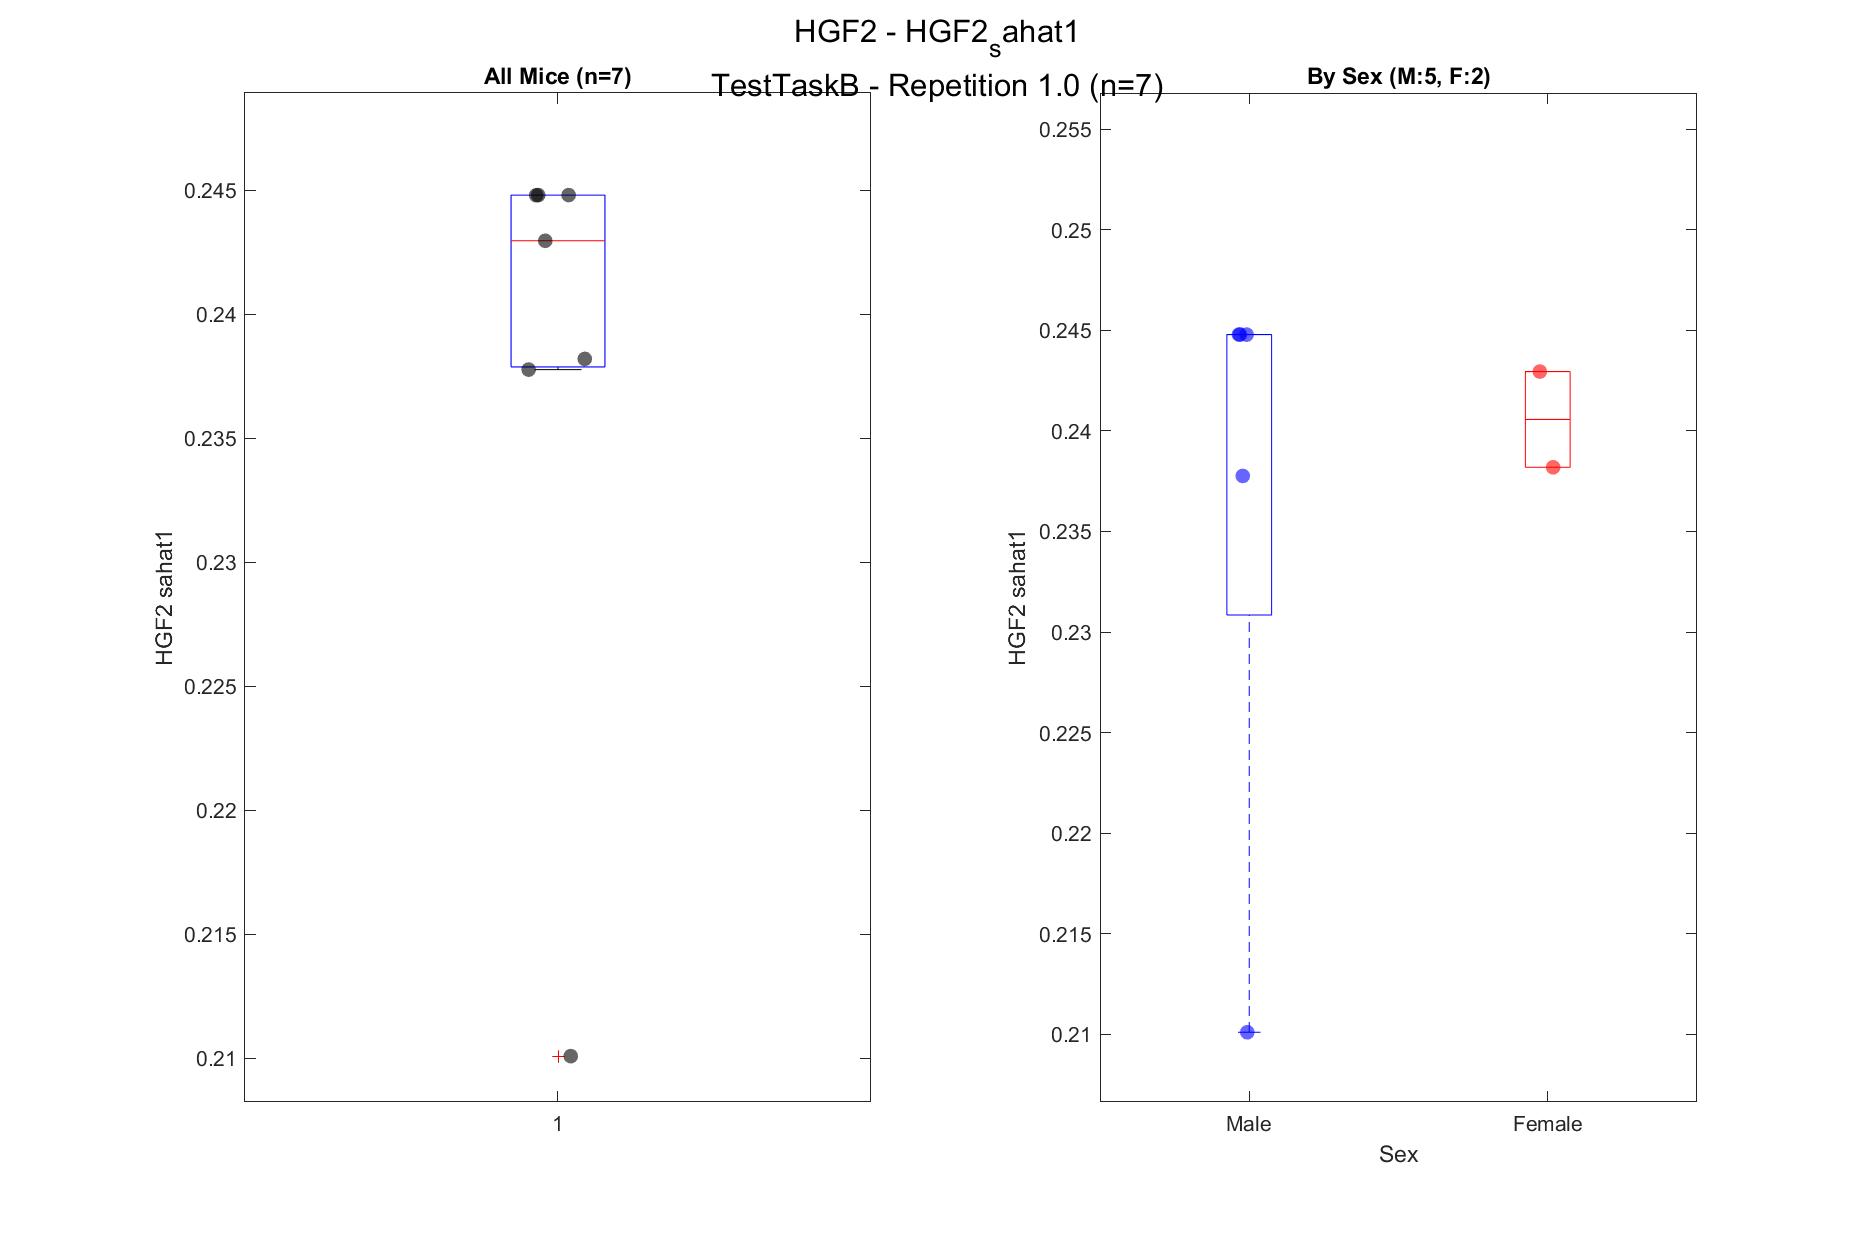 HGF2 - HGF2sahat1
TestTaskB - Repetition 1.0 (n=7)
All Mice (n=7)
0.245
0.24
0.235
0.23
0.225
0.22
0.215
0.21
HGF2 sahat1
1
By Sex (M:5, F:2)
0.255
0.25
0.245
0.24
0.235
0.23
0.225
0.22
0.215
0.21
HGF2 sahat1
Male Female
Sex